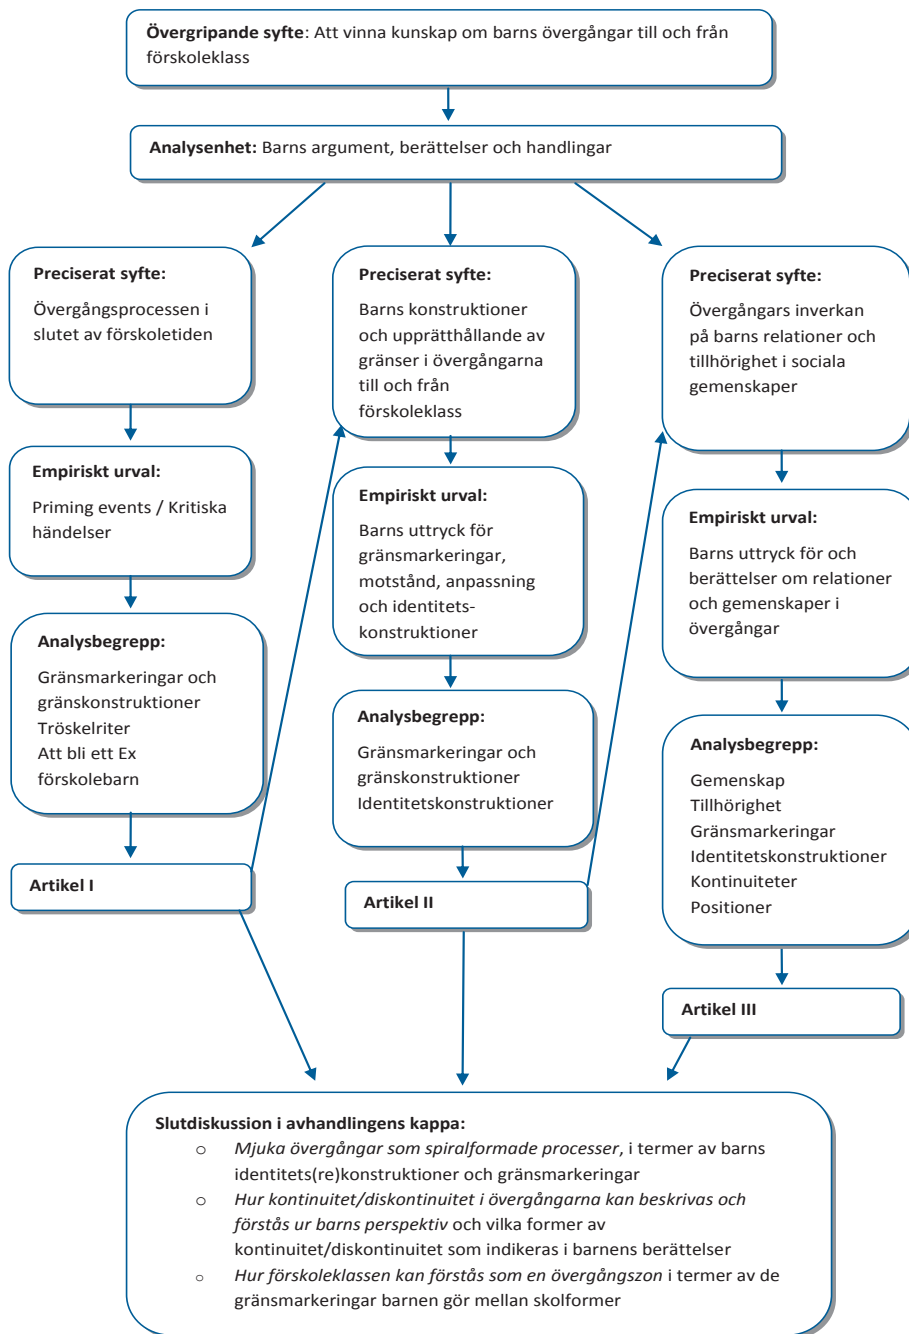 Övergripande syfte: Att vinna kunskap om barns övergångar till och från
förskoleklass
Analysenhet: Barns argument, berättelser och handlingar
Preciserat syfte:
Övergångsprocessen i
slutet av förskoletiden
Empiriskt urval:
Priming events / Kritiska
händelser
Analysbegrepp:
Gränsmarkeringar och
gränskonstruktioner
Tröskelriter
Att bli ett Ex
förskolebarn
Artikel I
Preciserat syfte:
Barns konstruktioner
och upprätthållande av
gränser i övergångarna
till och från
förskoleklass
Empiriskt urval:
Barns uttryck för
gränsmarkeringar,
motstånd, anpassning
och identitets-
konstruktioner
Analysbegrepp:
Gränsmarkeringar och
gränskonstruktioner
Identitetskonstruktioner
Artikel II
Preciserat syfte:
Övergångars inverkan
på barns relationer och
tillhörighet i sociala
gemenskaper
Empiriskt urval:
Barns uttryck för och
berättelser om relationer
och gemenskaper i
övergångar
Analysbegrepp:
Gemenskap
Tillhörighet
Gränsmarkeringar
Identitetskonstruktioner
Kontinuiteter
Positioner
Artikel III
Slutdiskussion i avhandlingens kappa:
o Mjuka övergångar som spiralformade processer, i termer av barns
identitets(re)konstruktioner och gränsmarkeringar
o Hur kontinuitet/diskontinuitet i övergångarna kan beskrivas och
förstås ur barns perspektiv och vilka former av
kontinuitet/diskontinuitet som indikeras i barnens berättelser
o Hur förskoleklassen kan förstås som en övergångszon i termer av de
gränsmarkeringar barnen gör mellan skolformer